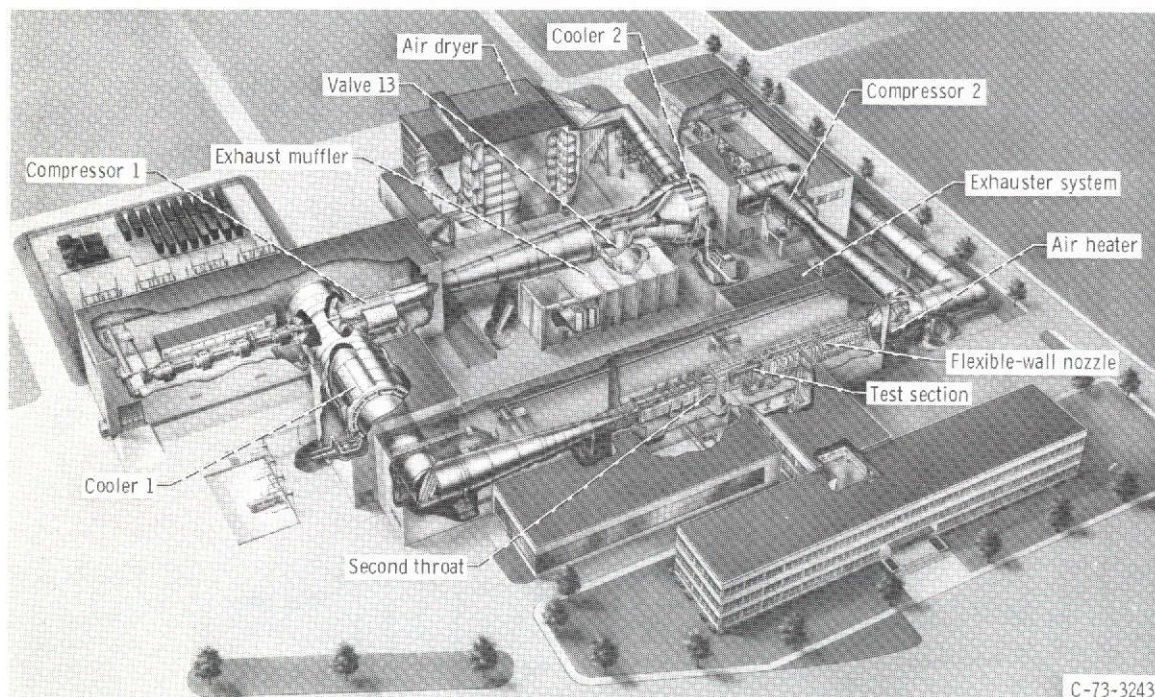 Cooler 2
Air dryer
Valve 13
Compressor 2
Exhaust muffler
Compressor 1
Exhauster system
Air heater
Flexible-wall nozzle
Test section
Cooler 1
Second throat
C-73-3243